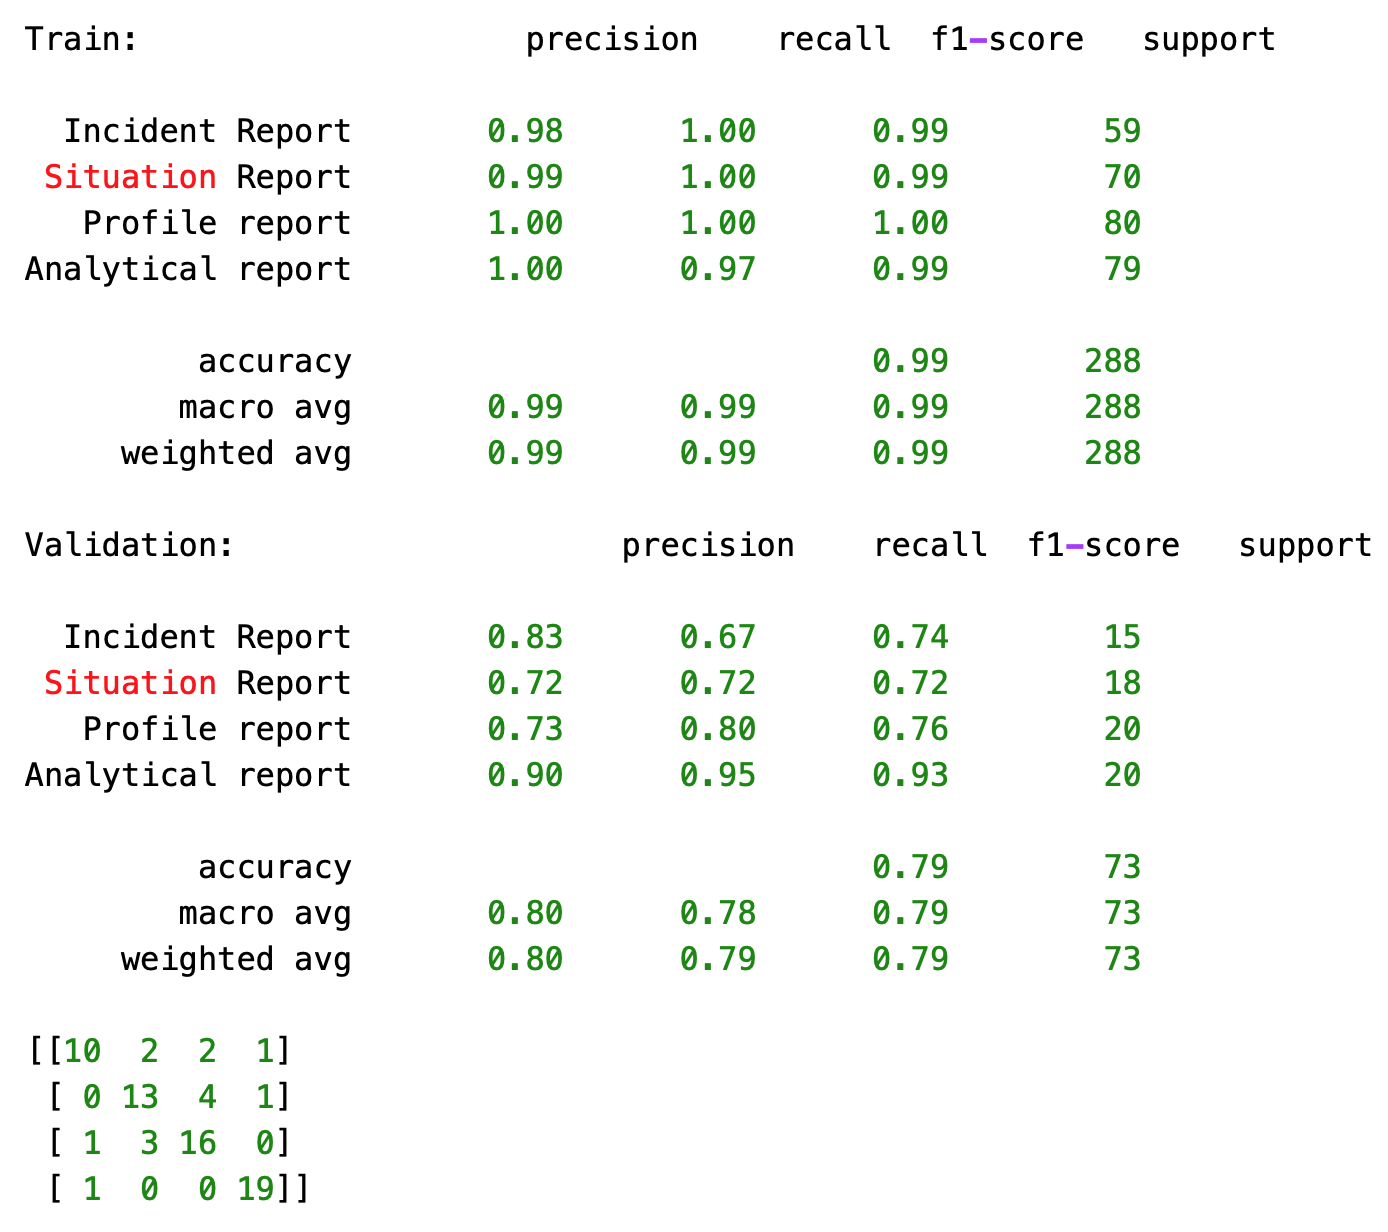 Train: precision recall f1-score support
Incident Report 0.98 1.00 0.99 59
Situation Report 0.99 1.00 0.99 70
Profile report 1.00 1.00 1.00 80
Analytical report 1.00 0.97 0.99 79
accuracy 0.99 288
macro avg 0.99 0.99 0.99 288
weighted avg 0.99 0.99 0.99 288
Validation: precision recall f1-score support
Incident Report 0.83 0.67 0.74 15
Situation Report 0.72 0.72 0.72 18
Profile report 0.73 0.80 0.76 20
Analytical report 0.90 0.95 0.93 20
accuracy 0.79 73
macro avg 0.80 0.78 0.79 73
weighted avg 0.80 0.79 0.79 73
[[10 2 2 1]
[ 0 13 4 1]
[ 1 3 16 0]
[ 1 0 0 19]]